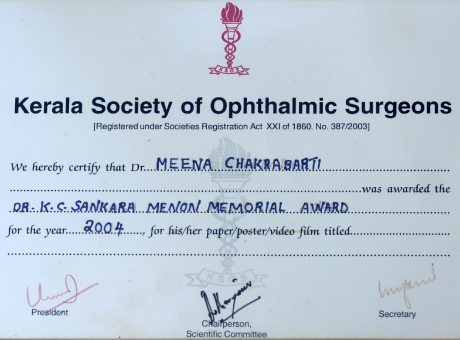 Kerala Society of Ophthalmic Surgeons
[Registered under Societies Registration Act XXI of 1860. No. 387/2003]
We hereby certify that Dr. MEENA CHAKRABARTI
was awarded the
DR. K.C. SANKARA MENON MEMORIAL AWARD
for the year 2004, for his/her paper/poster/video film titled
President
Chairperson,
Scientific Committee
Secretary